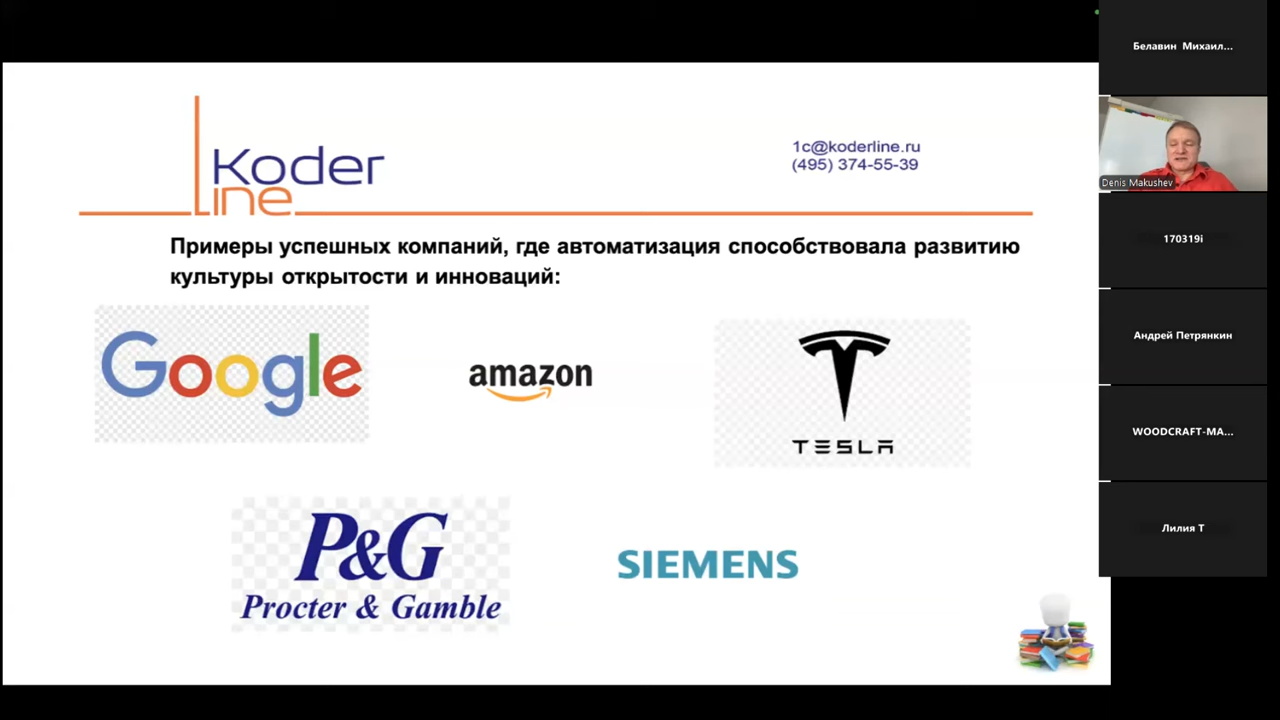 Koder
Line
1c@koderline.ru
(495) 374-55-39
Примеры успешных компаний, где автоматизация способствовала развитию
культуры открытости и инноваций:
Google
amazon
TESLA
P&G
Procter & Gamble
SIEMENS
Белавин Михаил...
Denis Makushev
170319i
Андрей Петрянкин
WOODCRAFT-MA...
Лилия Т